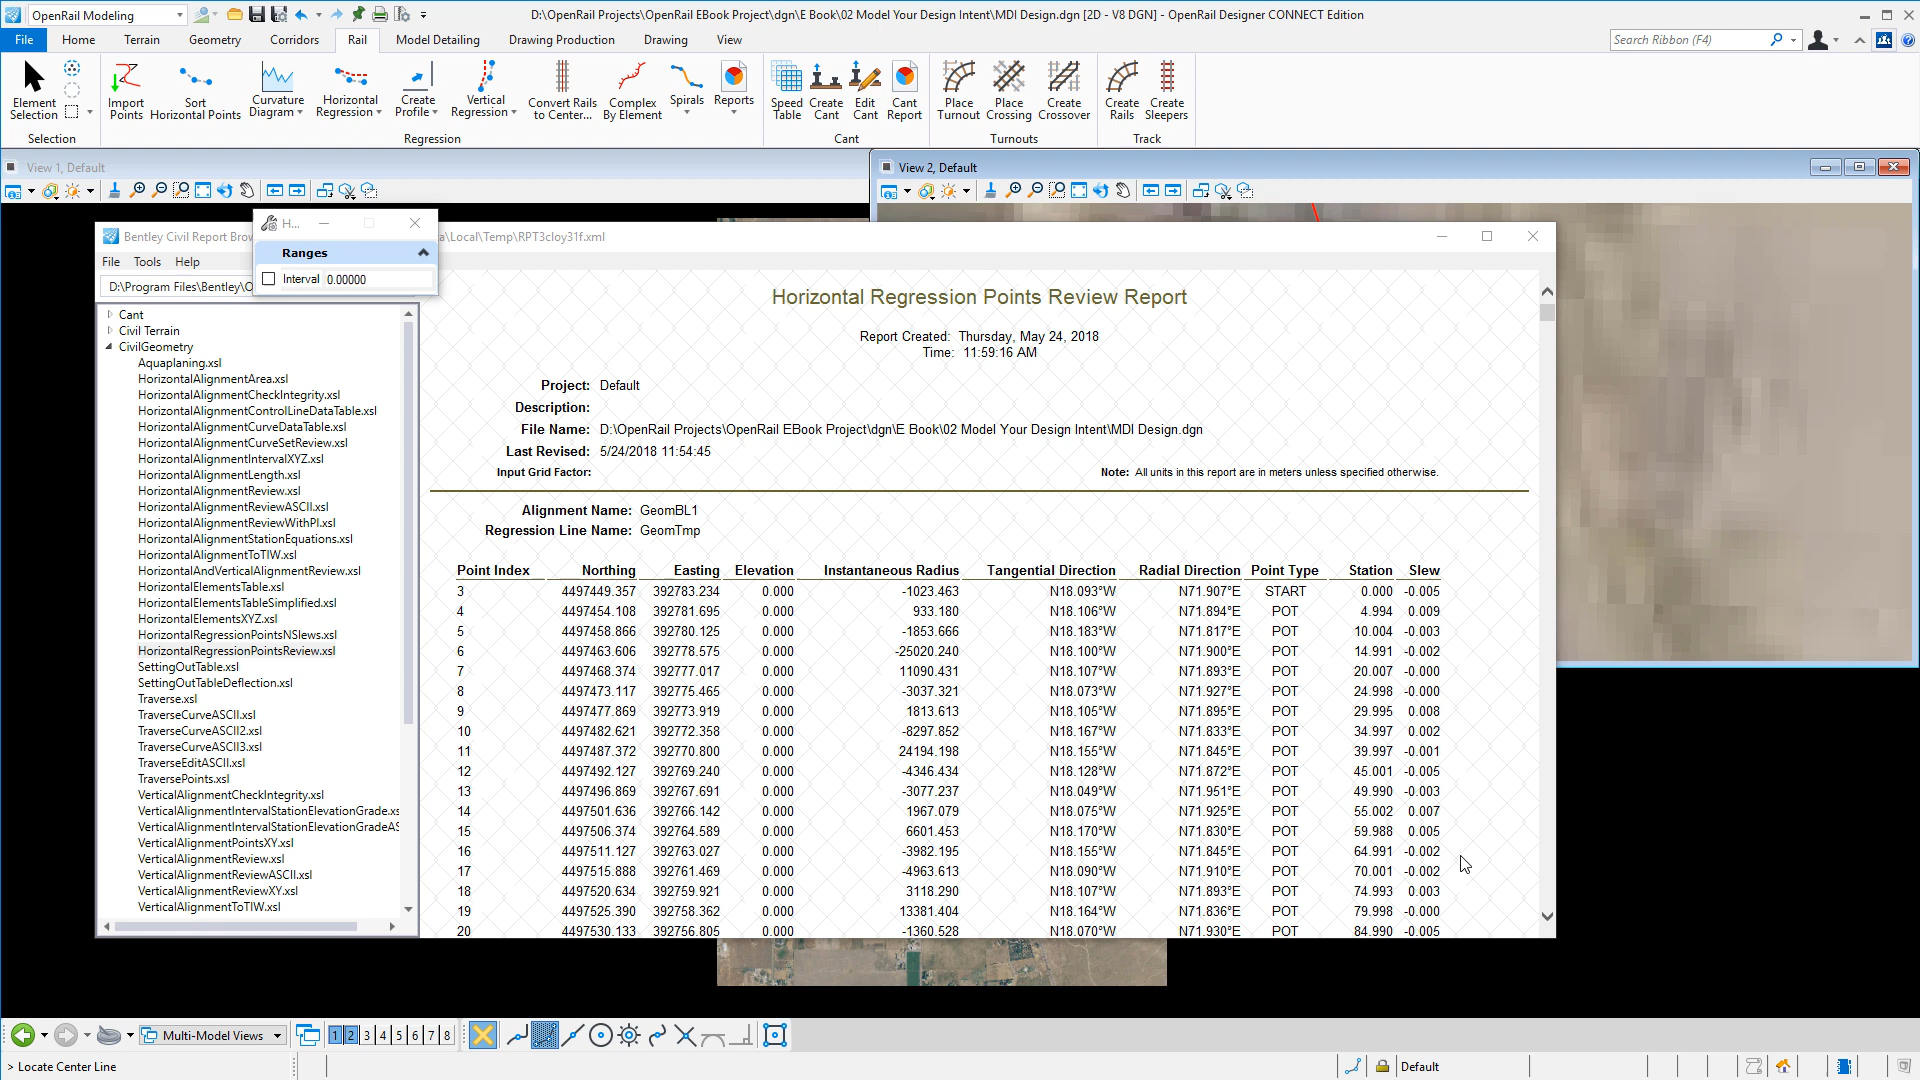 OpenRail Modeling
D:\OpenRail Projects\OpenRail EBook Project\dgn\E Book\02 Model Your Design Intent\MDI Design.dgn [2D - V8 DGN] - OpenRail Designer CONNECT Edition
File Home Terrain Geometry Corridors Rail Model Detailing Drawing Production Drawing View
Search Ribbon (F4)
Element Selection
Import Points
Sort Horizontal Points
Curvature Diagram
Horizontal Regression
Create Profile
Vertical Regression
Convert Rails to Center...
Complex By Element
Spirals
Reports
Speed Table
Create Cant
Edit Cant
Cant Report
Place Turnout
Place Crossing
Create Crossover
Create Rails
Create Sleepers
Selection Regression Cant Turnouts Track
View 1, Default
View 2, Default
H...
Ranges
Interval 0.00000
Bentley Civil Report Brow
a\Local\Temp\RPT3cloy31f.xml
File Tools Help
D:\Program Files\Bentley\O
Cant
Civil Terrain
CivilGeometry
Aquaplaning.xsl
HorizontalAlignmentArea.xsl
HorizontalAlignmentCheckIntegrity.xsl
HorizontalAlignmentControlLineDataTable.xsl
HorizontalAlignmentCurveDataTable.xsl
HorizontalAlignmentCurveSetReview.xsl
HorizontalAlignmentIntervalXYZ.xsl
HorizontalAlignmentLength.xsl
HorizontalAlignmentReview.xsl
HorizontalAlignmentReviewASCII.xsl
HorizontalAlignmentReviewWithPI.xsl
HorizontalAlignmentStationEquations.xsl
HorizontalAlignmentToTIW.xsl
HorizontalAndVerticalAlignmentReview.xsl
HorizontalElementsTable.xsl
HorizontalElementsTableSimplified.xsl
HorizontalElementsXYZ.xsl
HorizontalRegressionPointsNSlews.xsl
HorizontalRegressionPointsReview.xsl
SettingOutTable.xsl
SettingOutTableDeflection.xsl
Traverse.xsl
TraverseCurveASCII.xsl
TraverseCurveASCII2.xsl
TraverseCurveASCII3.xsl
TraverseEditASCII.xsl
TraversePoints.xsl
VerticalAlignmentCheckIntegrity.xsl
VerticalAlignmentIntervalStationElevationGrade.xs
VerticalAlignmentIntervalStationElevationGradeAS
VerticalAlignmentPointsXY.xsl
VerticalAlignmentReview.xsl
VerticalAlignmentReviewASCII.xsl
VerticalAlignmentReviewXY.xsl
VerticalAlignmentToTIW.xsl
Horizontal Regression Points Review Report
Report Created: Thursday, May 24, 2018
Time: 11:59:16 AM
Project: Default
Description:
File Name: D:\OpenRail Projects\OpenRail EBook Project\dgn\E Book\02 Model Your Design Intent\MDI Design.dgn
Last Revised: 5/24/2018 11:54:45
Input Grid Factor: Note: All units in this report are in meters unless specified otherwise.
Alignment Name: GeomBL1
Regression Line Name: GeomTmp
Point Index Northing Easting Elevation Instantaneous Radius Tangential Direction Radial Direction Point Type Station Slew
3 4497449.357 392783.234 0.000 -1023.463 N18.093°W N71.907°E START 0.000 -0.005
4 4497454.108 392781.695 0.000 933.180 N18.106°W N71.894°E POT 4.994 0.009
5 4497458.866 392780.125 0.000 -1853.666 N18.183°W N71.817°E POT 10.004 -0.003
6 4497463.606 392778.575 0.000 -25020.240 N18.100°W N71.900°E POT 14.991 -0.002
7 4497468.374 392777.017 0.000 11090.431 N18.107°W N71.893°E POT 20.007 -0.000
8 4497473.117 392775.465 0.000 -3037.321 N18.073°W N71.927°E POT 24.998 -0.000
9 4497477.869 392773.919 0.000 1813.613 N18.105°W N71.895°E POT 29.995 0.008
10 4497482.621 392772.358 0.000 -8297.852 N18.167°W N71.833°E POT 34.997 0.002
11 4497487.372 392770.800 0.000 24194.198 N18.155°W N71.845°E POT 39.997 -0.001
12 4497492.127 392769.240 0.000 -4346.434 N18.128°W N71.872°E POT 45.001 -0.005
13 4497496.869 392767.691 0.000 -3077.237 N18.049°W N71.951°E POT 49.990 -0.003
14 4497501.636 392766.142 0.000 1967.079 N18.075°W N71.925°E POT 55.002 0.007
15 4497506.374 392764.589 0.000 6601.453 N18.170°W N71.830°E POT 59.988 0.005
16 4497511.127 392763.027 0.000 -3982.195 N18.155°W N71.845°E POT 64.991 -0.002
17 4497515.888 392761.469 0.000 -4963.613 N18.090°W N71.910°E POT 70.001 -0.002
18 4497520.634 392759.921 0.000 3118.290 N18.107°W N71.893°E POT 74.993 0.003
19 4497525.390 392758.362 0.000 13381.404 N18.164°W N71.836°E POT 79.998 -0.000
20 4497530.133 392756.805 0.000 -1360.528 N18.070°W N71.930°E POT 84.990 -0.005
Multi-Model Views 1 2 3 4 5 6 7 8
> Locate Center Line
Default